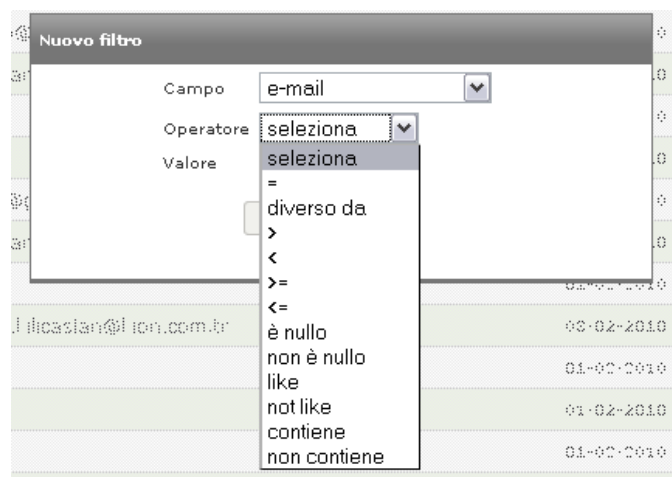 Nuovo filtro
Campo e-mail
Operatore seleziona
Valore
seleziona
=
diverso da
>
<
>=
<=
è nullo
non è nullo
like
not like
contiene
non contiene
03-02-2010
01-02-2010
01-02-2010
01-02-2010